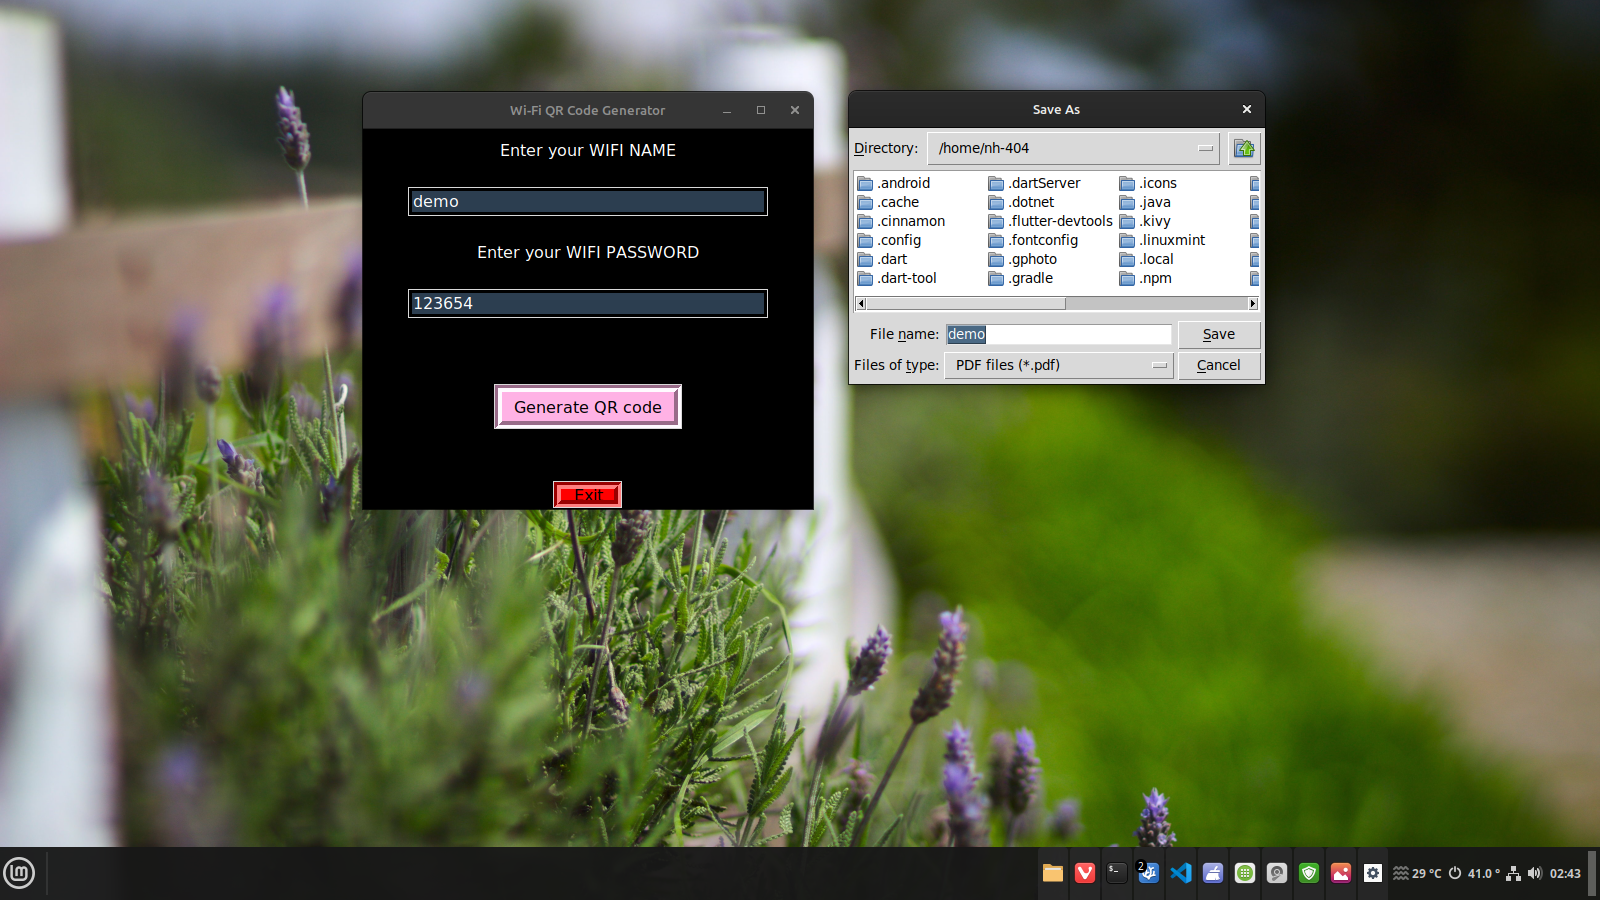 Wi-Fi QR Code Generator
Enter your WIFI NAME
demo
Enter your WIFI PASSWORD
123654
Generate QR code
Exit
Save As
Directory: /home/nh-404
.android .dartServer .icons
.cache .dotnet .java
.cinnamon .flutter-devtools .kivy
.config .fontconfig .linuxmint
.dart .gphoto .local
.dart-tool .gradle .npm
File name: demo Save
Files of type: PDF files (*.pdf) Cancel
2
29 °C 41.0 ° 02:43